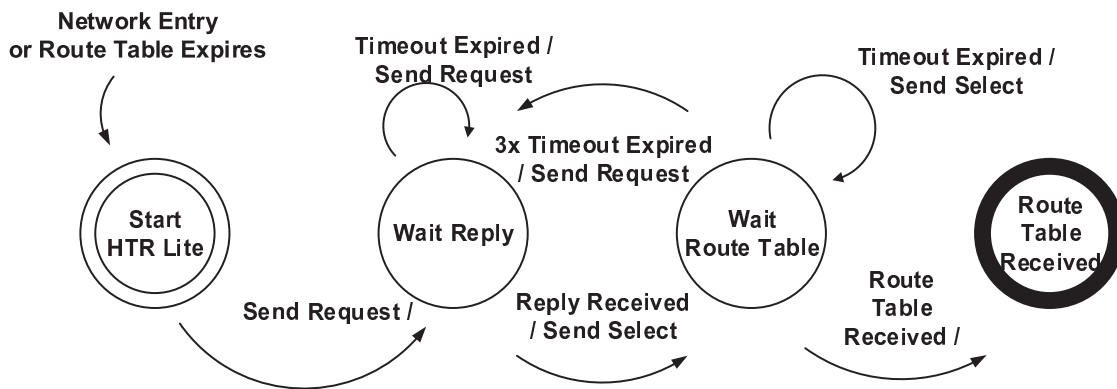 Network Entry
or Route Table Expires
Timeout Expired /
Send Request
Timeout Expired /
Send Select
3x Timeout Expired
/ Send Request
Start
HTR Lite
Wait Reply
Wait
Route Table
Route
Table
Received
Send Request /
Reply Received
/ Send Select
Route
Table
Received /